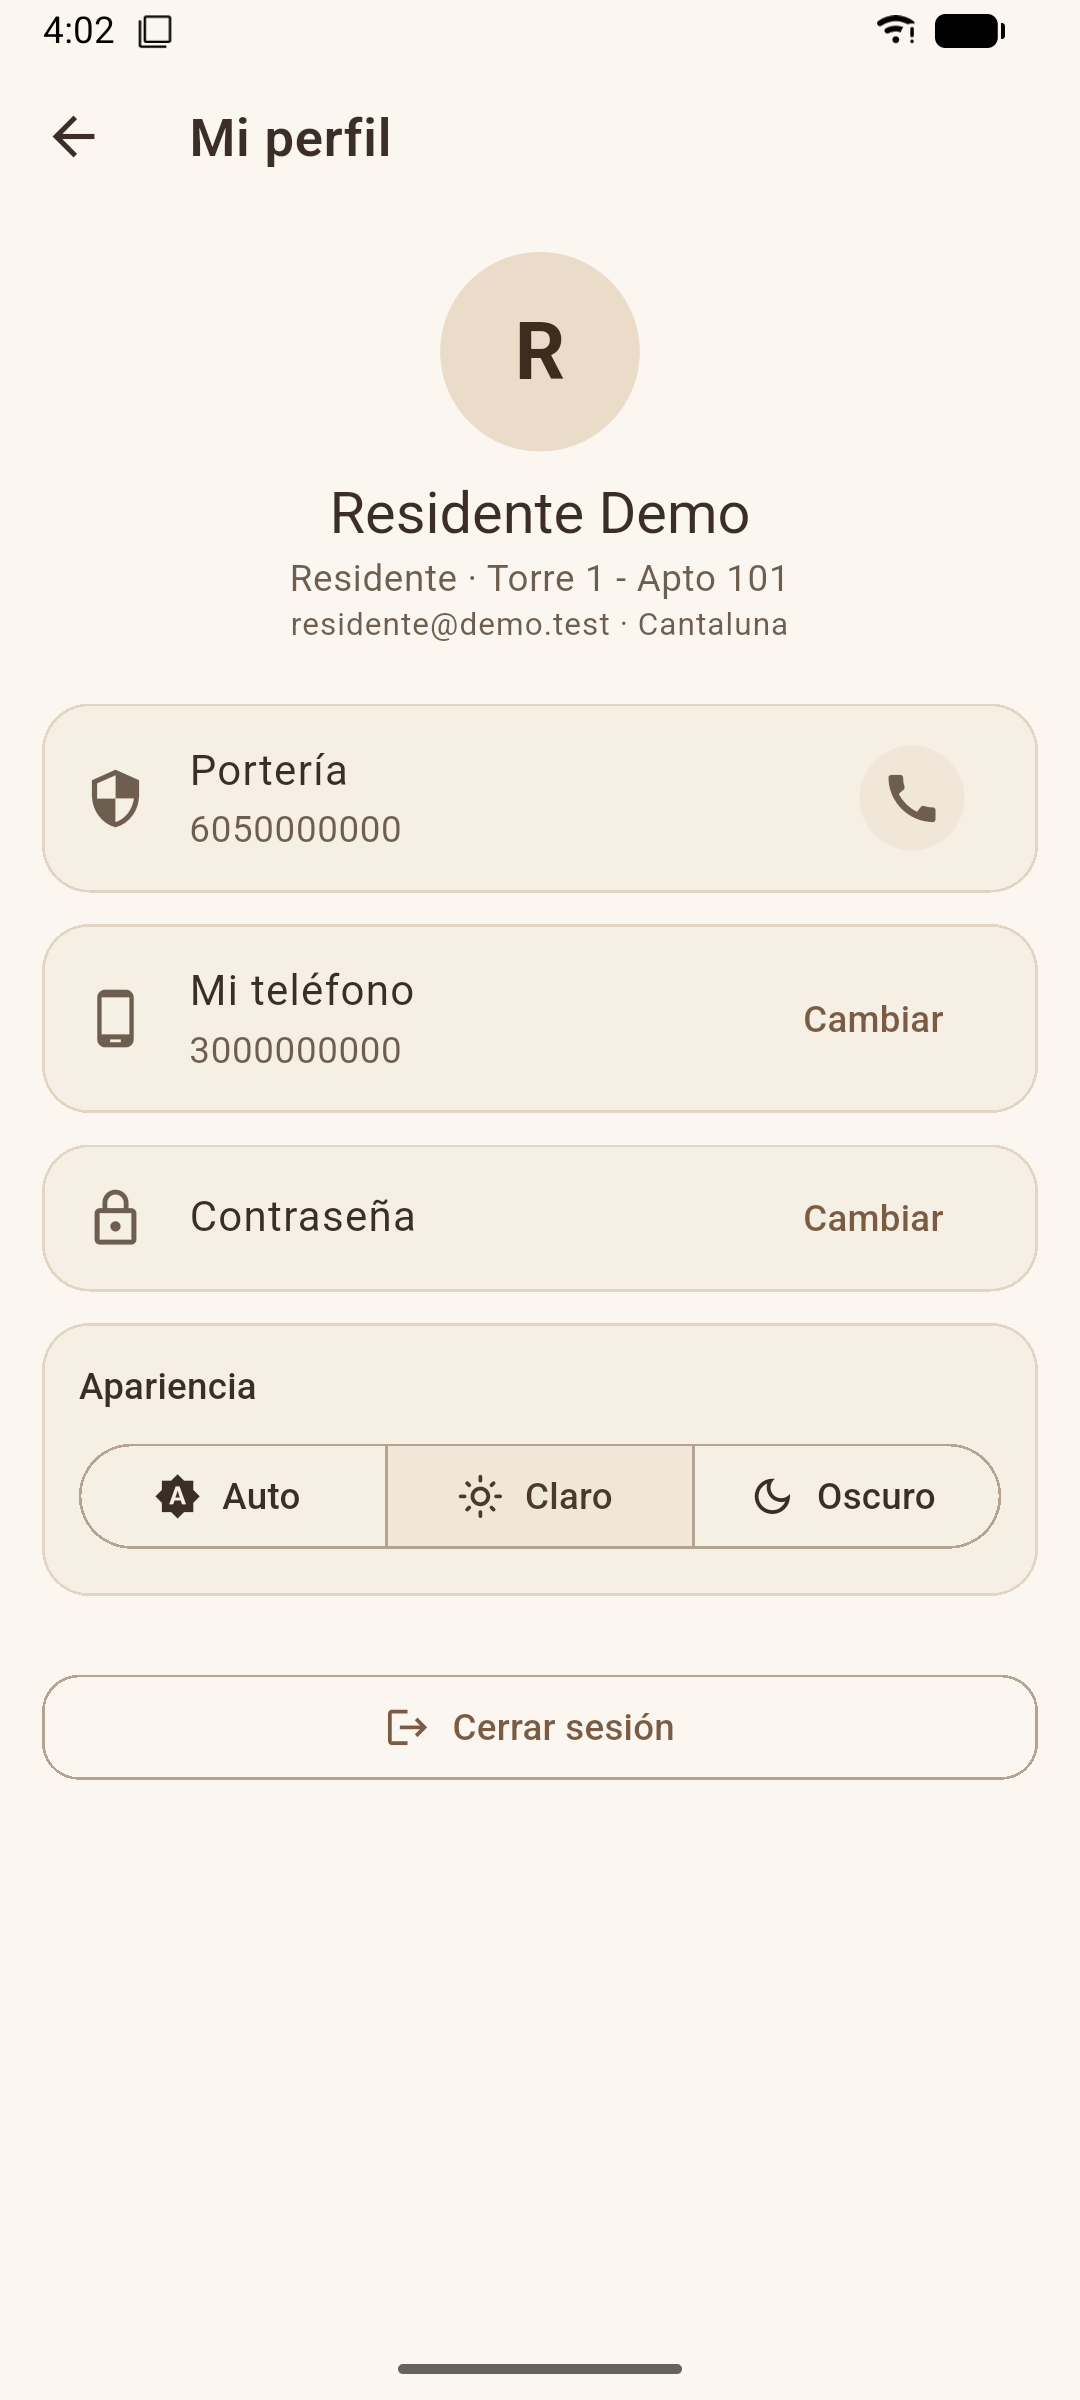 4:02
Mi perfil
R
Residente Demo
Residente · Torre 1 - Apto 101
residente@demo.test · Cantaluna
Portería
6050000000
Mi teléfono
3000000000
Cambiar
Contraseña
Cambiar
Apariencia
A Auto
Claro
Oscuro
Cerrar sesión